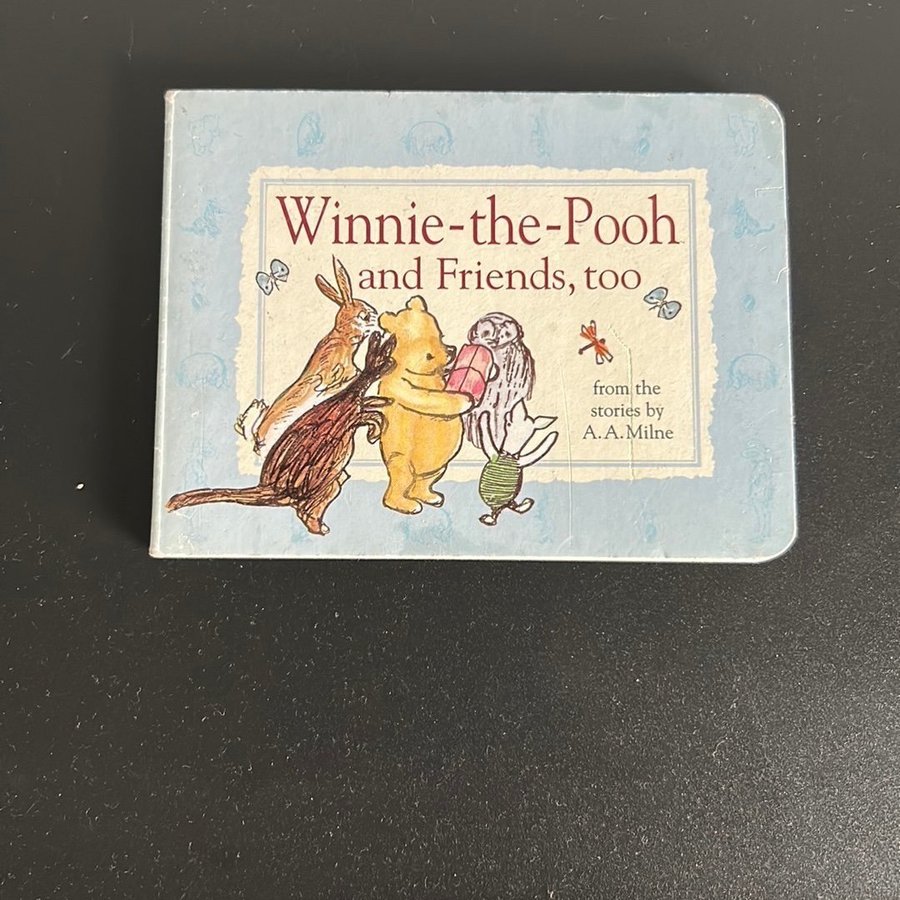 Winnie-the-Pooh
and Friends, too
from the
stories by
A.A.Milne